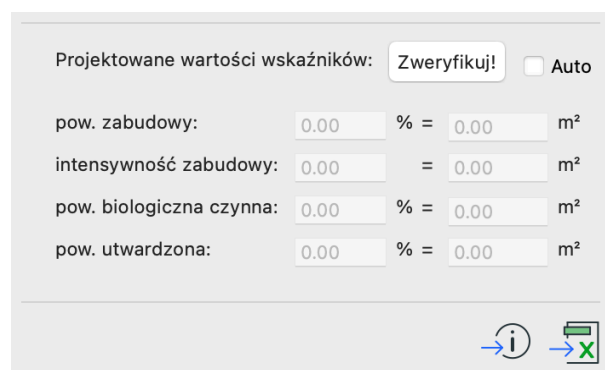 Projektowane wartości wskaźników: Zweryfikuj! Auto
pow. zabudowy: 0.00 % = 0.00 m²
intensywność zabudowy: 0.00 = 0.00 m²
pow. biologiczna czynna: 0.00 % = 0.00 m²
pow. utwardzona: 0.00 % = 0.00 m²
i X